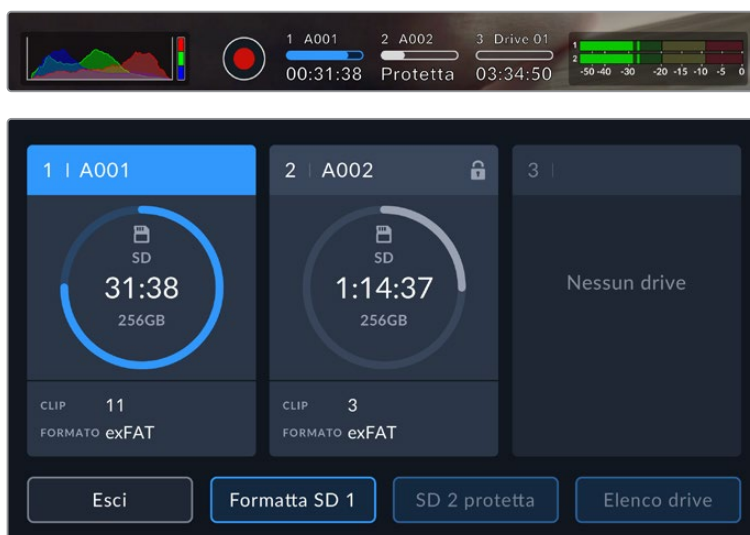 1 A001 2 A002 3 Drive 01
00:31:38 Protetta 03:34:50
1
2
-50 -40 -30 -20 -15 -10 -5 0
1 | A001
SD
31:38
256GB
CLIP 11
FORMATO exFAT
2 | A002
SD
1:14:37
256GB
CLIP 3
FORMATO exFAT
3 |
Nessun drive
Esci Formatta SD 1 SD 2 protetta Elenco drive